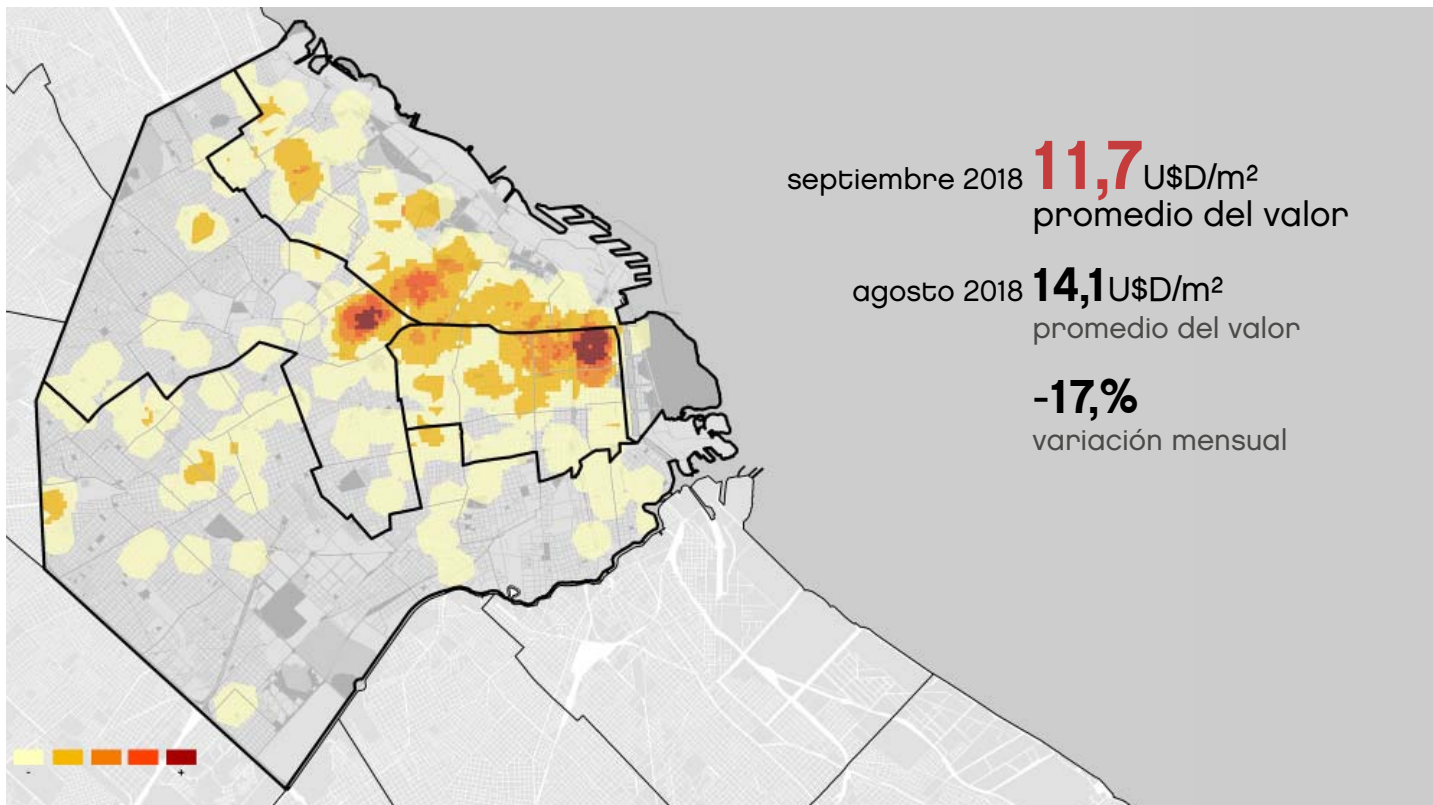 septiembre 2018 11,7 U$D/m²
promedio del valor
agosto 2018 14,1 U$D/m²
promedio del valor
-17,%
variación mensual
- +